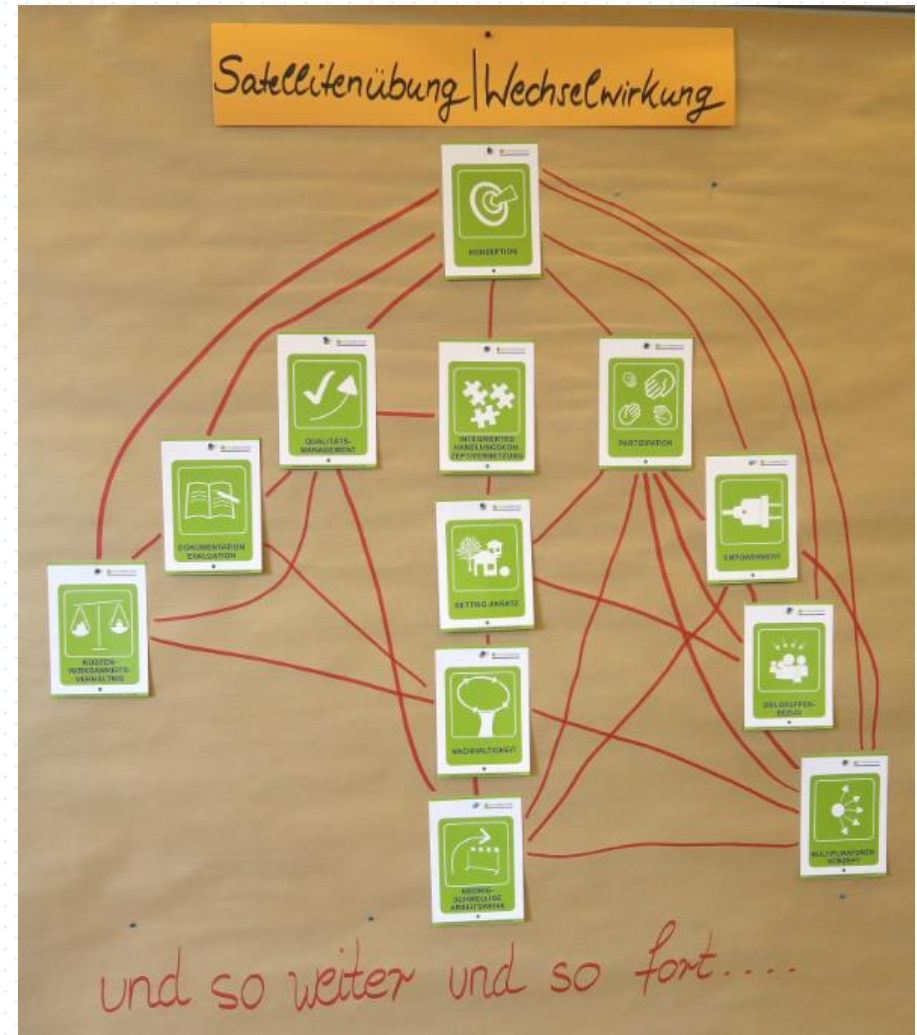 Satellitenübung | Wechselwirkung
KONZEPTION
QUALITÄTS-
MANAGEMENT
INTEGRIERTES
HANDLUNGSKON-
ZEPT/VERNETZUNG
PARTIZIPATION
DOKUMENTATION
EVALUATION
SETTING-ANSATZ
EMPOWERMENT
KOSTEN-
WIRKSAMKEITS-
VERHÄLTNIS
NACHHALTIGKEIT
ZIELGRUPPEN-
BEZUG
NIEDRIG-
SCHWELLIGE
ARBEITSWEISE
MULTIPLIKATOREN-
KONZEPT
und so weiter und so fort....